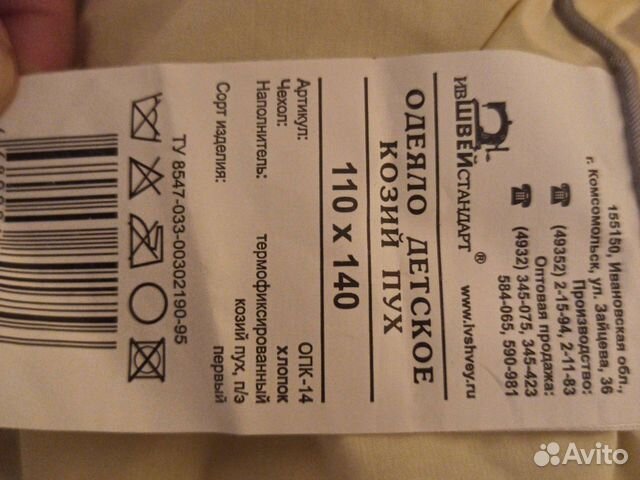 155150, Ивановская обл.,
г. Комсомольск, ул. Зайцева, 36
Производство:
(49352) 2-15-94, 2-11-83
Оптовая продажа:
(4932) 345-075, 345-423
584-065, 590-981
ИВШВЕЙСТАНДАРТ®
www.ivshvey.ru
ОДЕЯЛО ДЕТСКОЕ
КОЗИЙ ПУХ
110 x 140
Артикул: ОПК-14
Чехол: хлопок
Наполнитель: термофиксированный
козий пух, п/э
Сорт изделия: первый
ТУ 8547-033-00302190-95
Avito